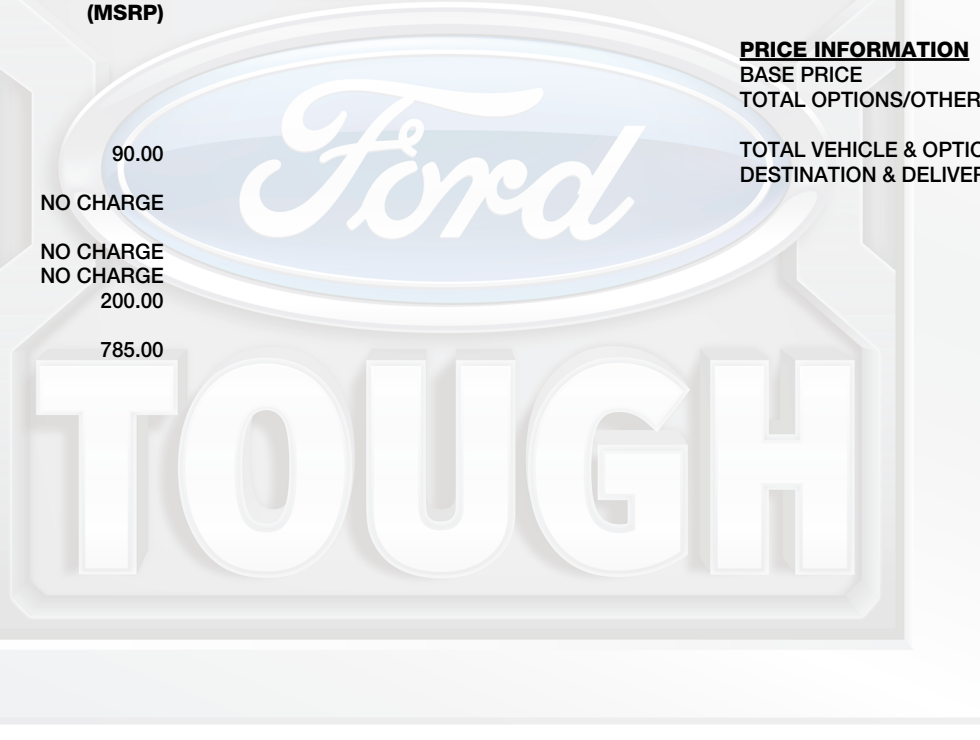 (MSRP)
90.00
NO CHARGE
NO CHARGE
NO CHARGE
200.00
785.00
PRICE INFORMATION
BASE PRICE
TOTAL OPTIONS/OTHER
TOTAL VEHICLE & OPTIO
DESTINATION & DELIVER
Ford
TOUGH